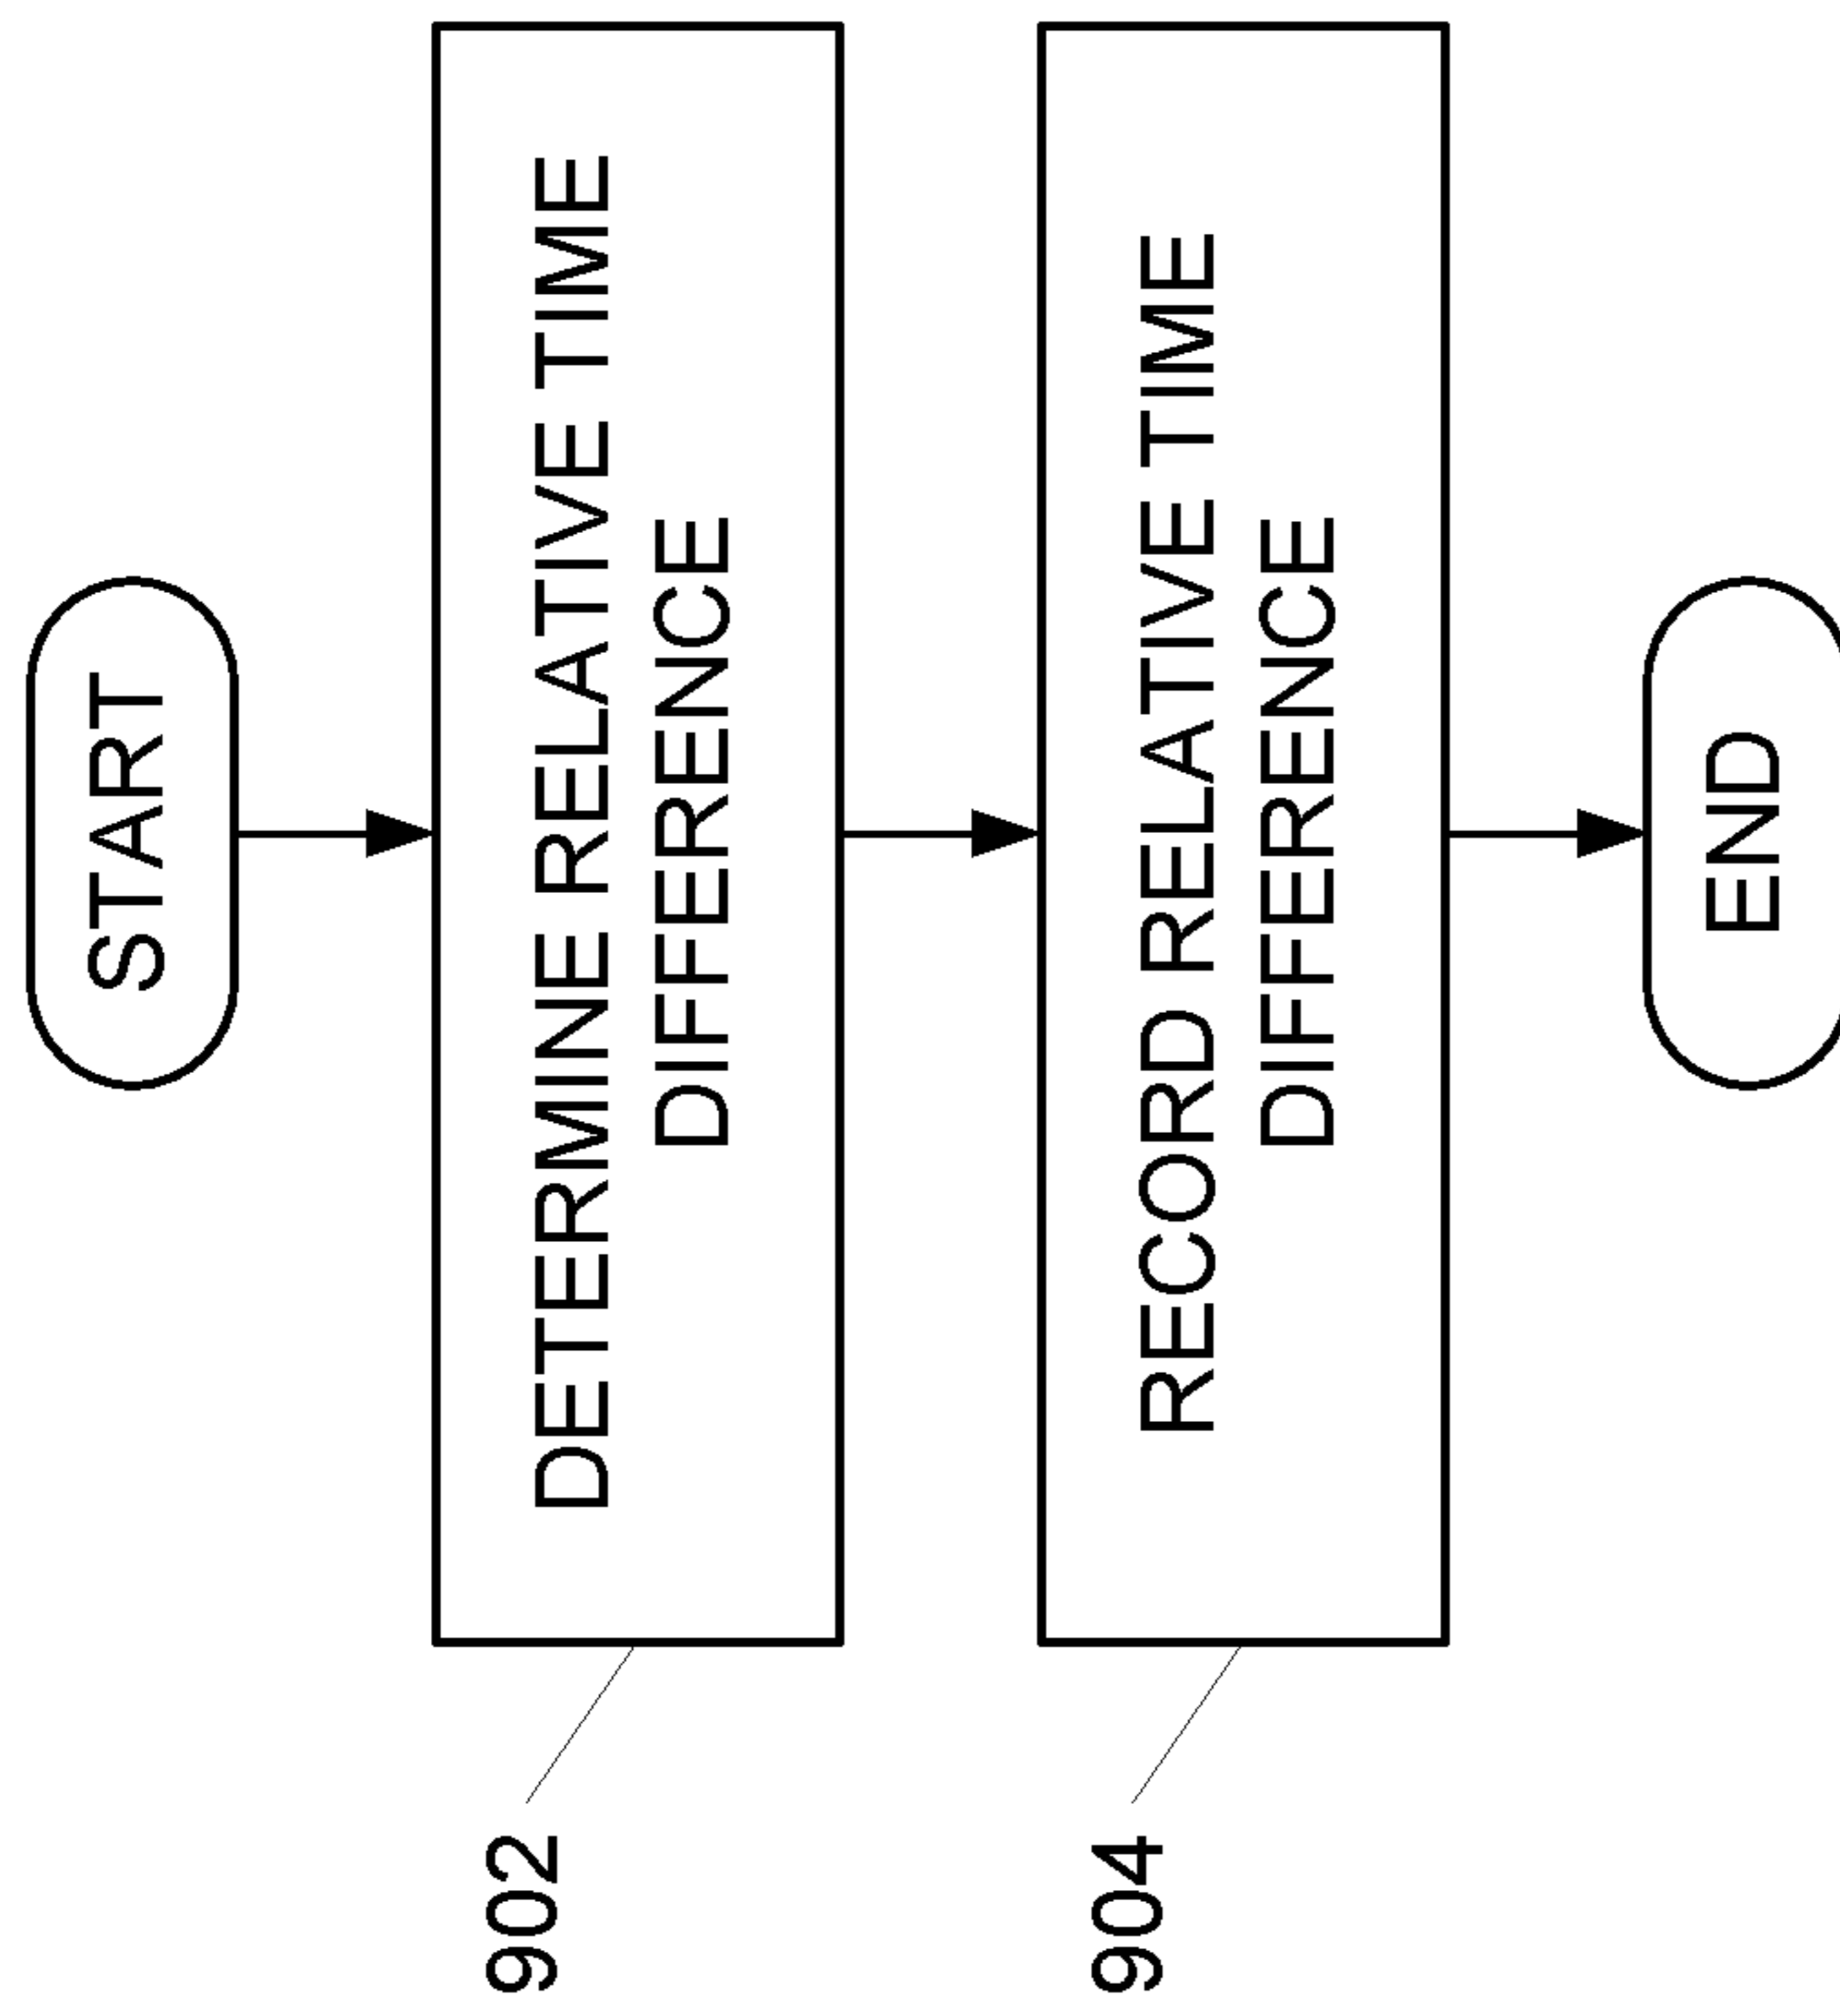 START
DETERMINE RELATIVE TIME
DIFFERENCE
902
RECORD RELATIVE TIME
DIFFERENCE
904
END